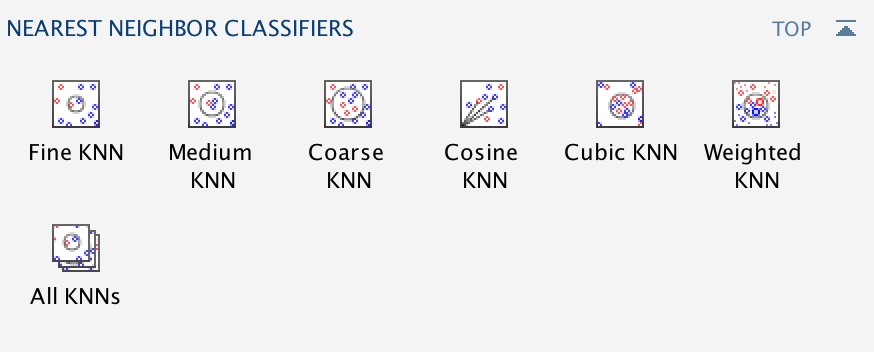 NEAREST NEIGHBOR CLASSIFIERS TOP
Fine KNN Medium KNN Coarse KNN Cosine KNN Cubic KNN Weighted KNN
All KNNs